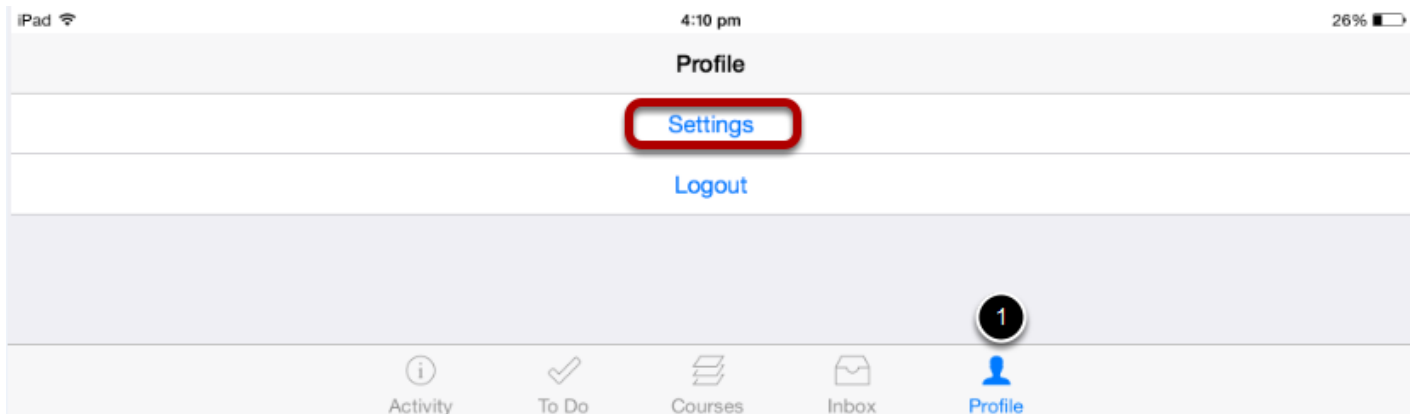 iPad 4:10 pm 26%
Profile
Settings
Logout
1
Activity To Do Courses Inbox Profile